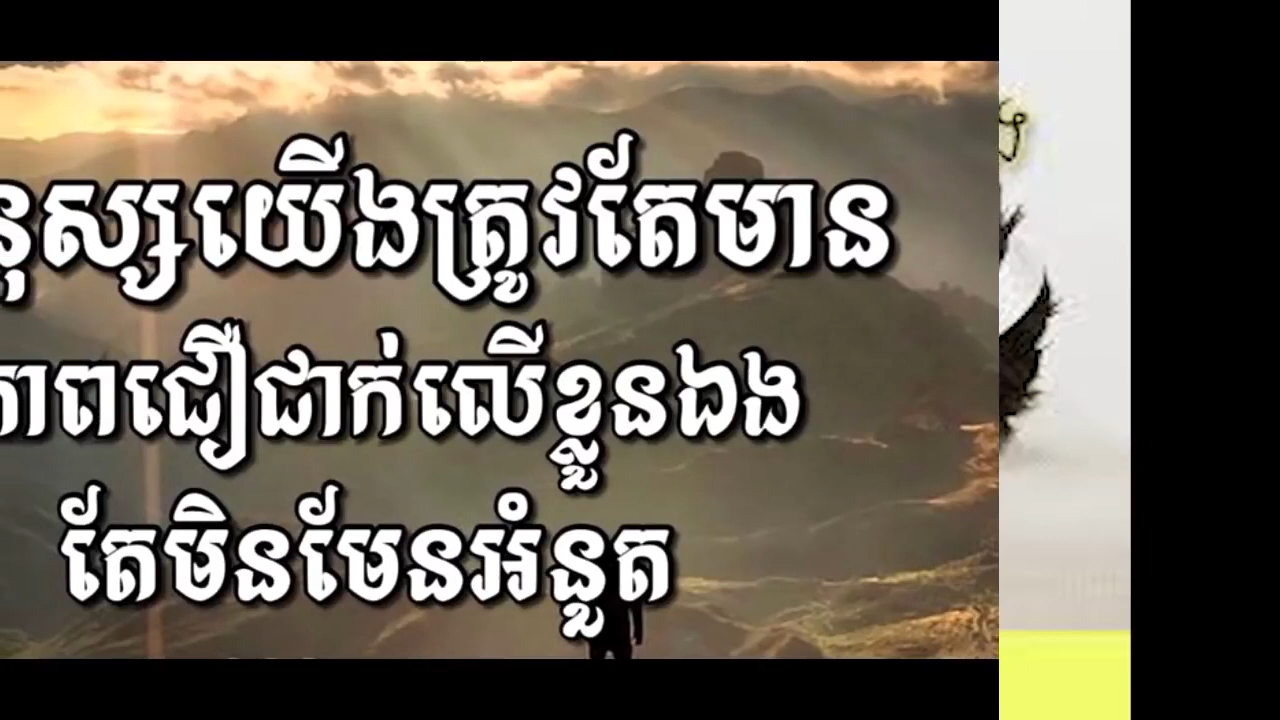 នុស្សយើងត្រូវតែមាន
ភាពជឿជាក់លើខ្លួនឯង
តែមិនមែនអំនួត